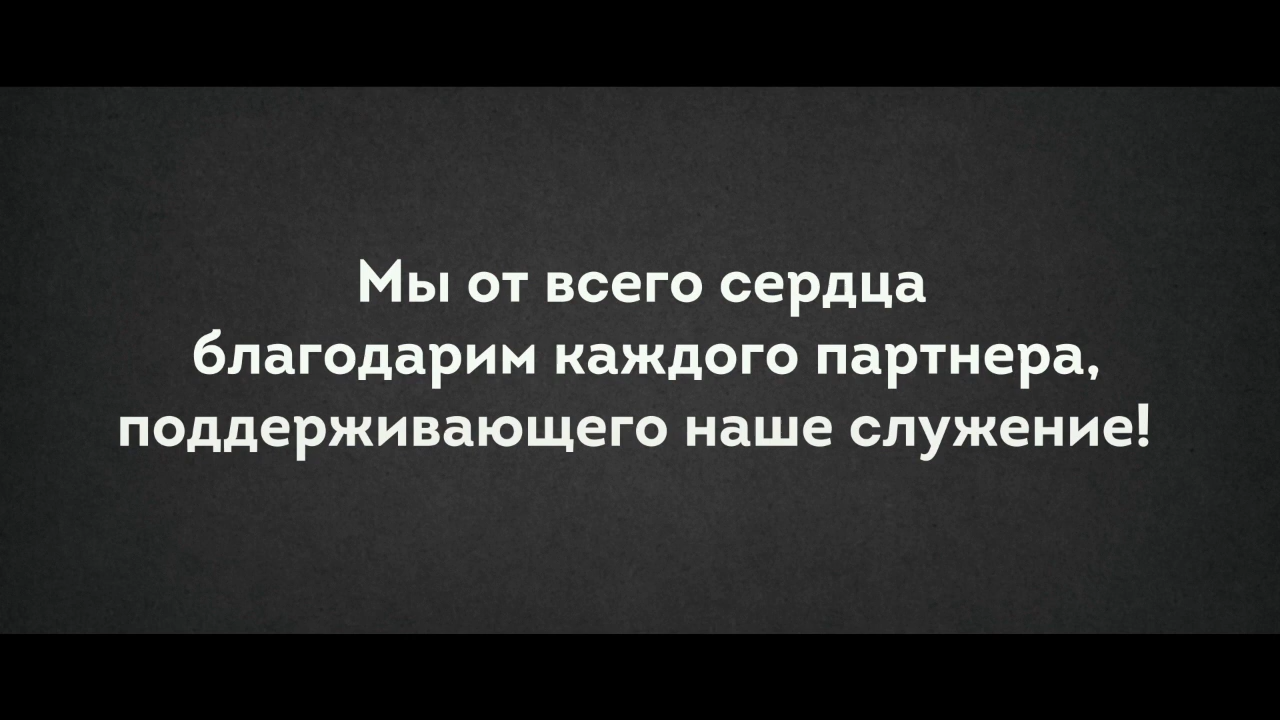 Мы от всего сердца
благодарим каждого партнера,
поддерживающего наше служение!